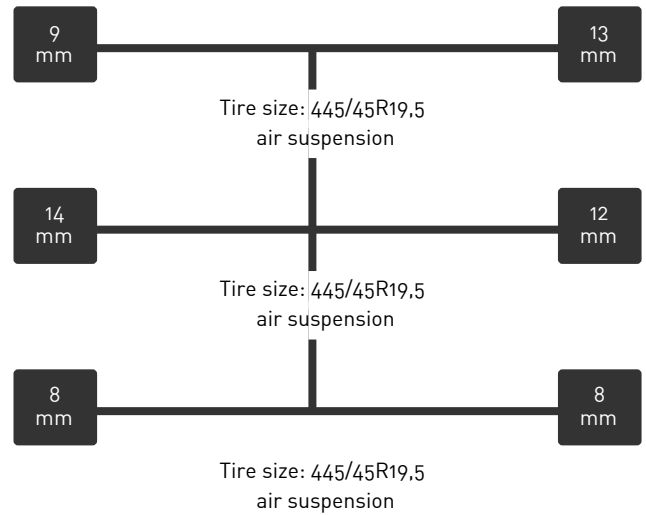 9
mm
13
mm
Tire size: 445/45R19,5
air suspension
14
mm
12
mm
Tire size: 445/45R19,5
air suspension
8
mm
8
mm
Tire size: 445/45R19,5
air suspension